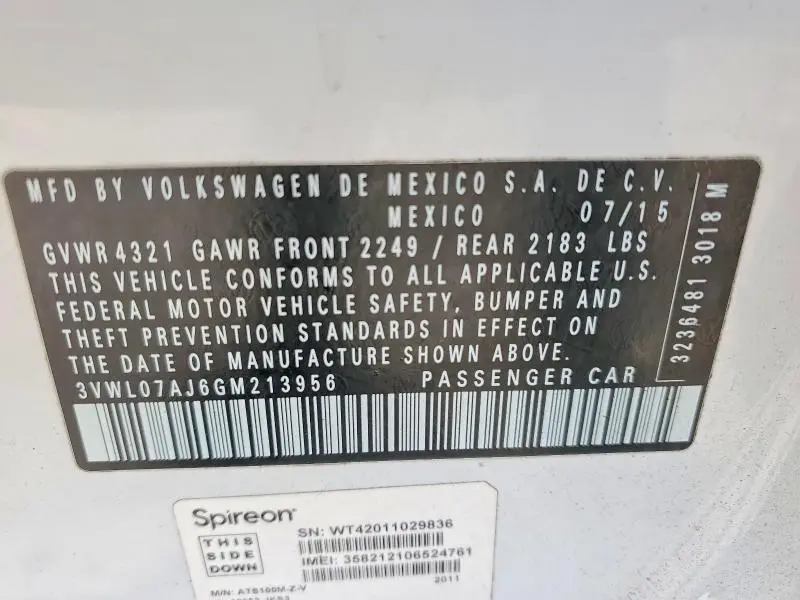 MFD BY VOLKSWAGEN DE MEXICO S.A. DE C.V.
MEXICO 07/15
GVWR 4321 GAWR FRONT 2249 / REAR 2183 LBS
THIS VEHICLE CONFORMS TO ALL APPLICABLE U.S.
FEDERAL MOTOR VEHICLE SAFETY, BUMPER AND
THEFT PREVENTION STANDARDS IN EFFECT ON
THE DATE OF MANUFACTURE SHOWN ABOVE.
3VWL07AJ6GM213956 PASSENGER CAR
3236481 3018 M
Spireon
SN: WT42011029836
THIS
SIDE
DOWN
IMEI: 358212106524761
2011
M/N: ATS100M-Z-V